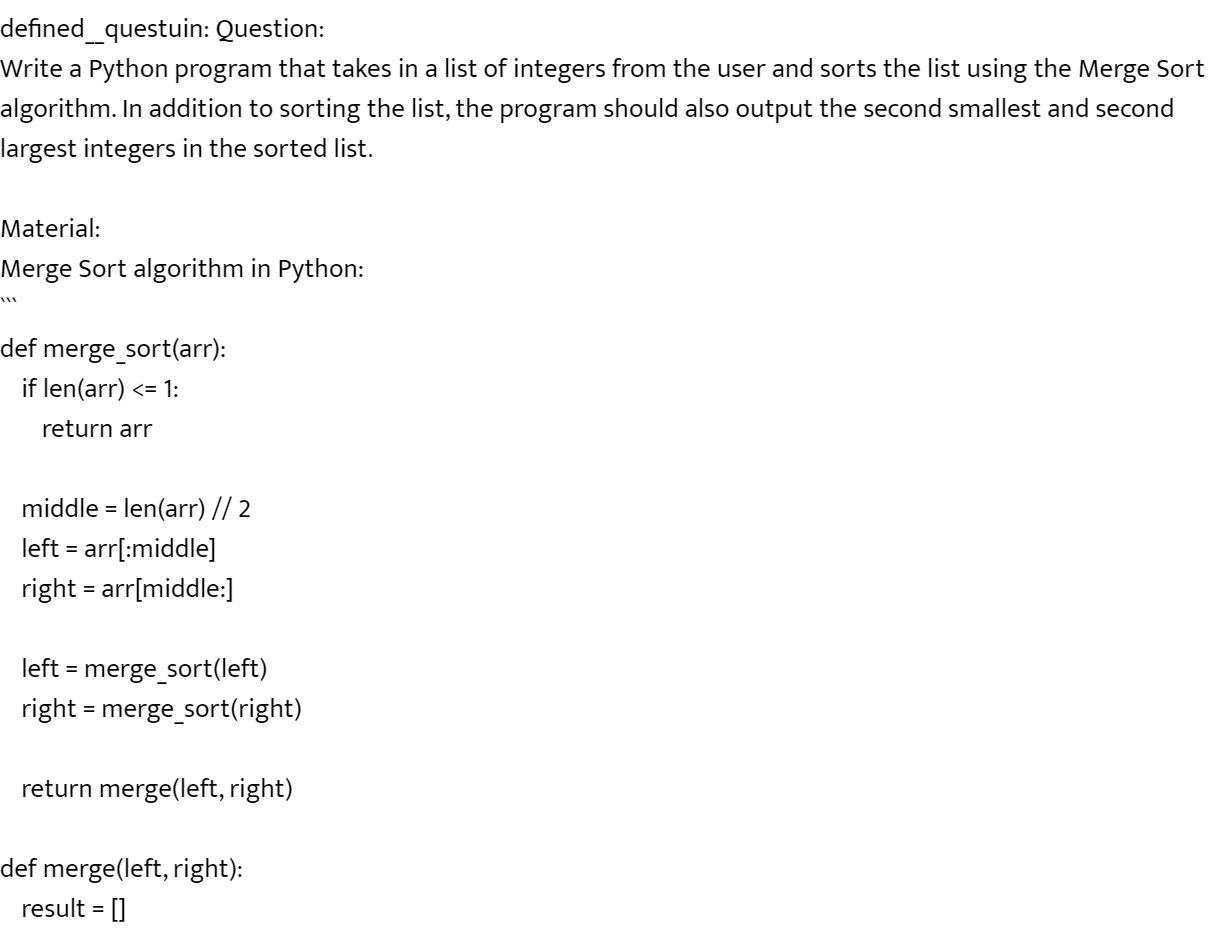 defined__questuin: Question:
Write a Python program that takes in a list of integers from the user and sorts the list using the Merge Sort
algorithm. In addition to sorting the list, the program should also output the second smallest and second
largest integers in the sorted list.

Material:
Merge Sort algorithm in Python:
```
def merge_sort(arr):
   if len(arr) <= 1:
      return arr

   middle = len(arr) // 2
   left = arr[:middle]
   right = arr[middle:]

   left = merge_sort(left)
   right = merge_sort(right)

   return merge(left, right)

def merge(left, right):
   result = []